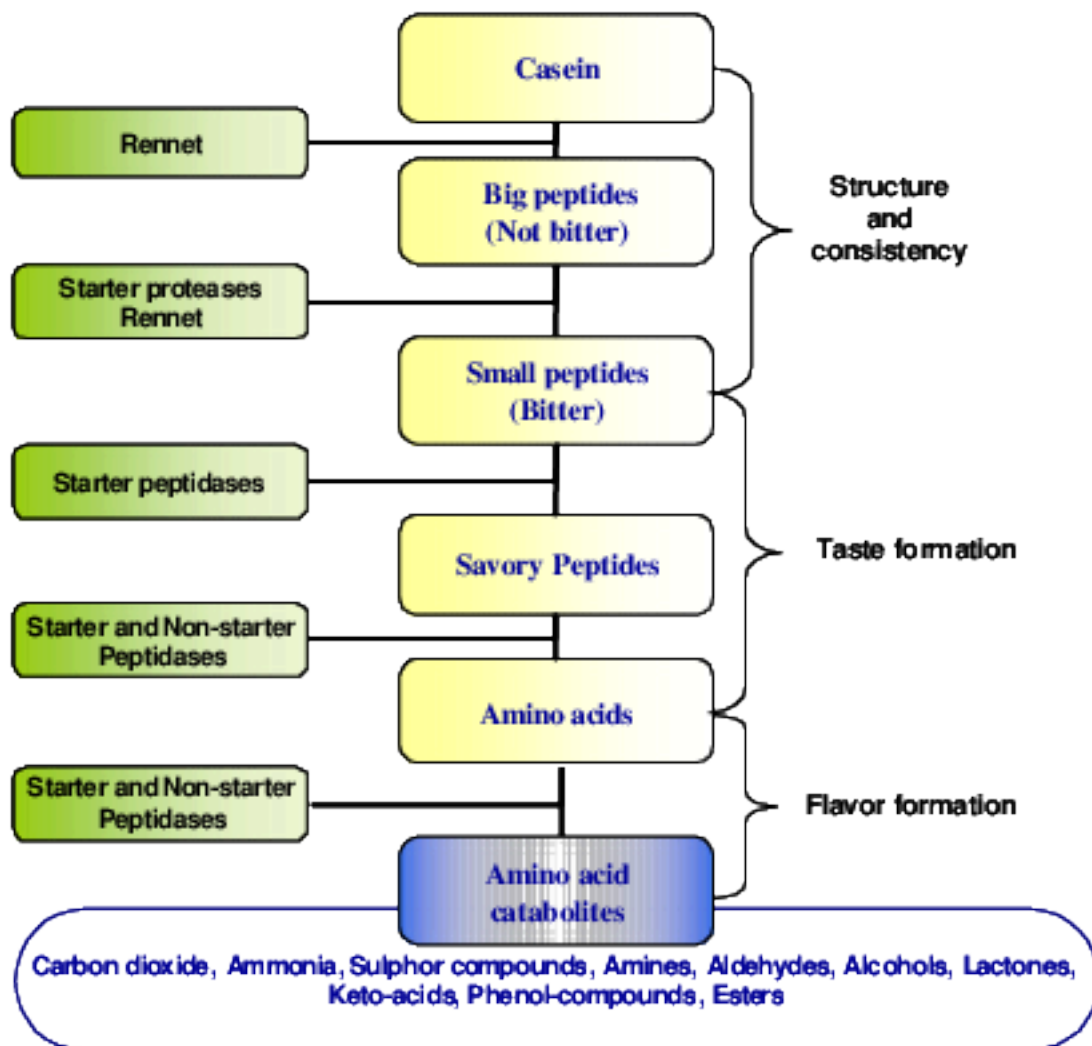 Casein
Rennet
Big peptides
(Not bitter)
Structure
and
consistency
Starter proteases
Rennet
Small peptides
(Bitter)
Starter peptidases
Savory Peptides
Taste formation
Starter and Non-starter
Peptidases
Amino acids
Starter and Non-starter
Peptidases
Flavor formation
Amino acid
catabolites
Carbon dioxide, Ammonia, Sulphor compounds, Amines, Aldehydes, Alcohols, Lactones,
Keto-acids, Phenol-compounds, Esters